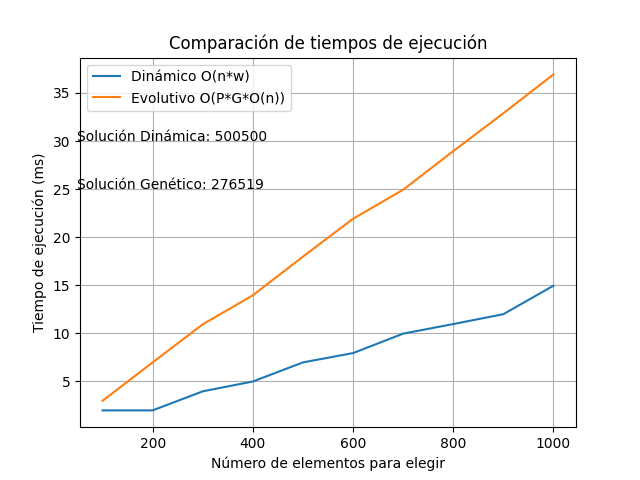 Comparación de tiempos de ejecución
Dinámico O(n*w)
Evolutivo O(P*G*O(n))
Solución Dinámica: 500500
Solución Genético: 276519
Tiempo de ejecución (ms)
35
30
25
20
15
10
5
200
400
600
800
1000
Número de elementos para elegir